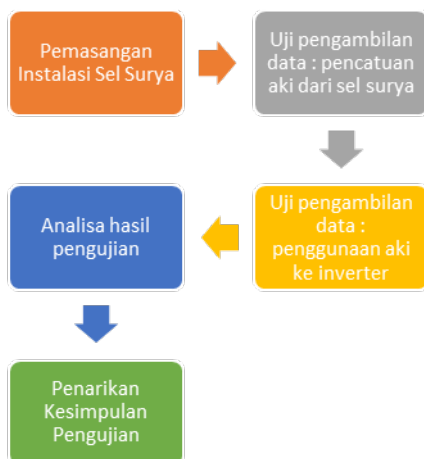 Pemasangan
Instalasi Sel Surya
Uji pengambilan
data : pencatuan
aki dari sel surya
Uji pengambilan
data :
penggunaan aki
ke inverter
Analisa hasil
pengujian
Penarikan
Kesimpulan
Pengujian